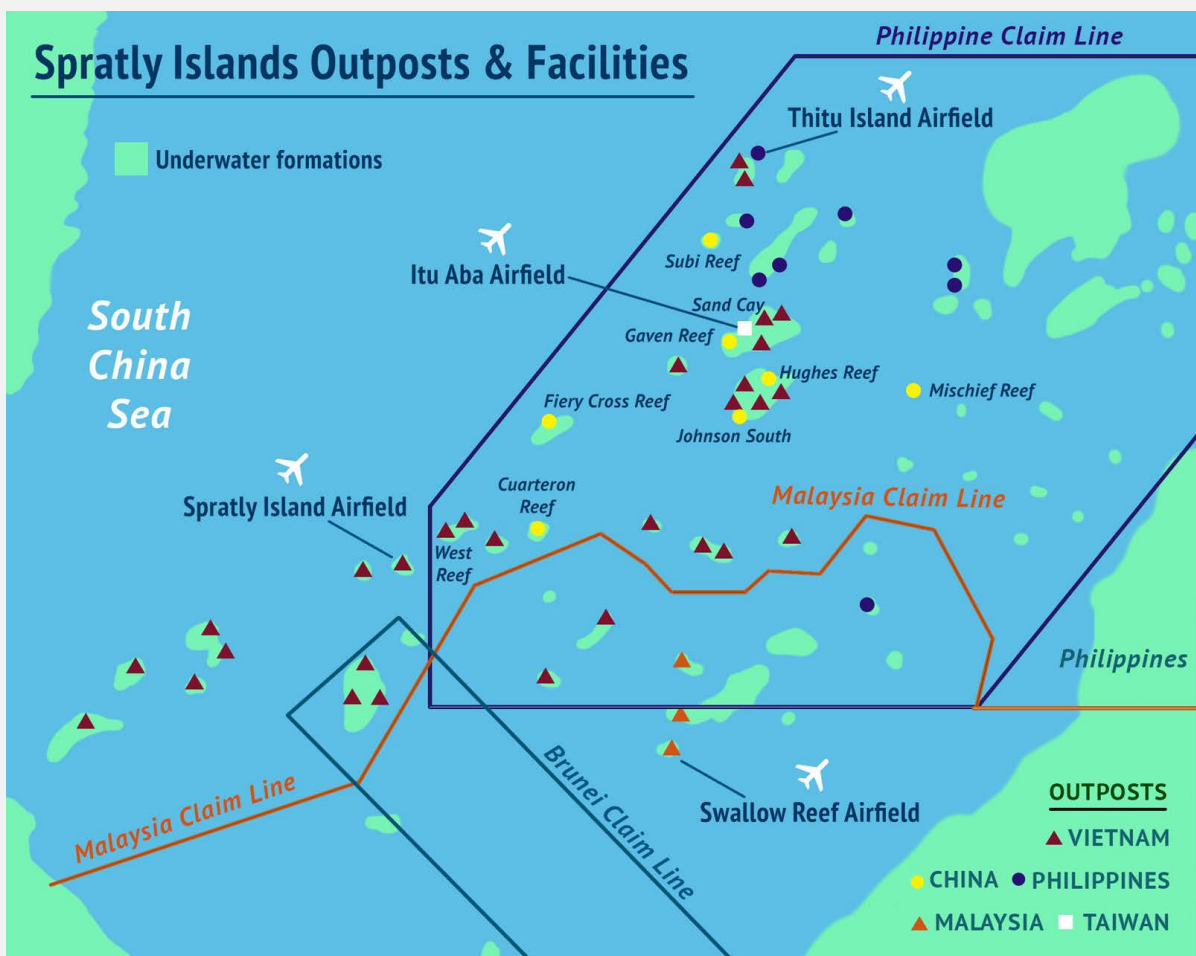 Spratly Islands Outposts & Facilities
Philippine Claim Line
Thitu Island Airfield
Underwater formations
Subi Reef
Itu Aba Airfield
Sand Cay
South
China
Sea
Gaven Reef
Hughes Reef
Mischief Reef
Fiery Cross Reef
Johnson South
Cuarteron
Reef
Malaysia Claim Line
Spratly Island Airfield
West
Reef
Philippines
Brunei Claim Line
Malaysia Claim Line
Swallow Reef Airfield
OUTPOSTS
VIETNAM
CHINA PHILIPPINES
MALAYSIA TAIWAN